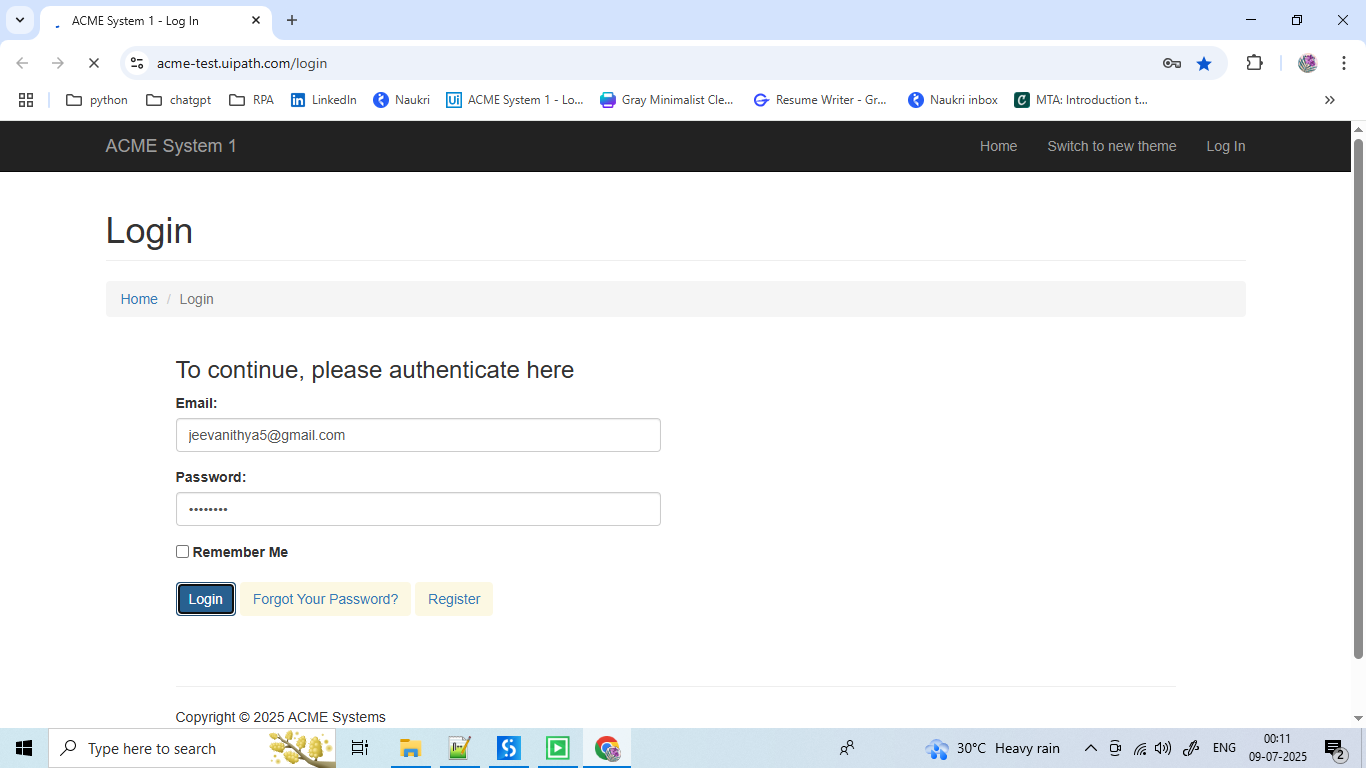 ACME System 1 - Log In
acme-test.uipath.com/login
python chatgpt RPA LinkedIn Naukri ACME System 1 - Lo... Gray Minimalist Cle... Resume Writer - Gr... Naukri inbox MTA: Introduction t...
ACME System 1 Home Switch to new theme Log In
Login
Home / Login
To continue, please authenticate here
Email:
jeevanithya5@gmail.com
Password:
••••••••
Remember Me
Login Forgot Your Password? Register
Copyright © 2025 ACME Systems
Type here to search 30°C Heavy rain ENG 00:11
09-07-2025 2